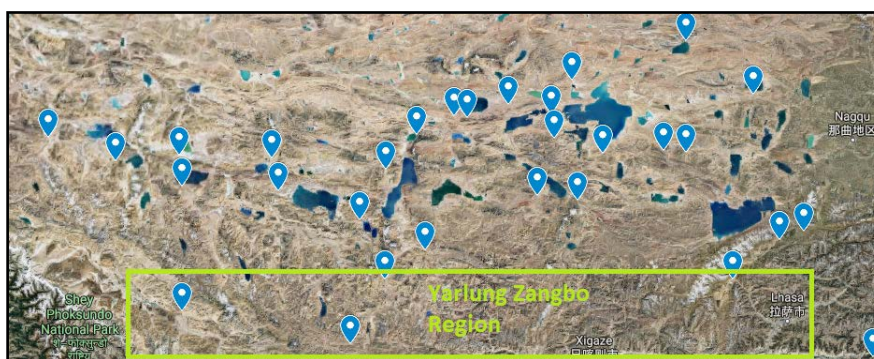 Nagqu
那曲地区
Yarlung Zangbo
Region
Shey
Phoksundo
National Park
Lhasa
拉萨市
Xigaze